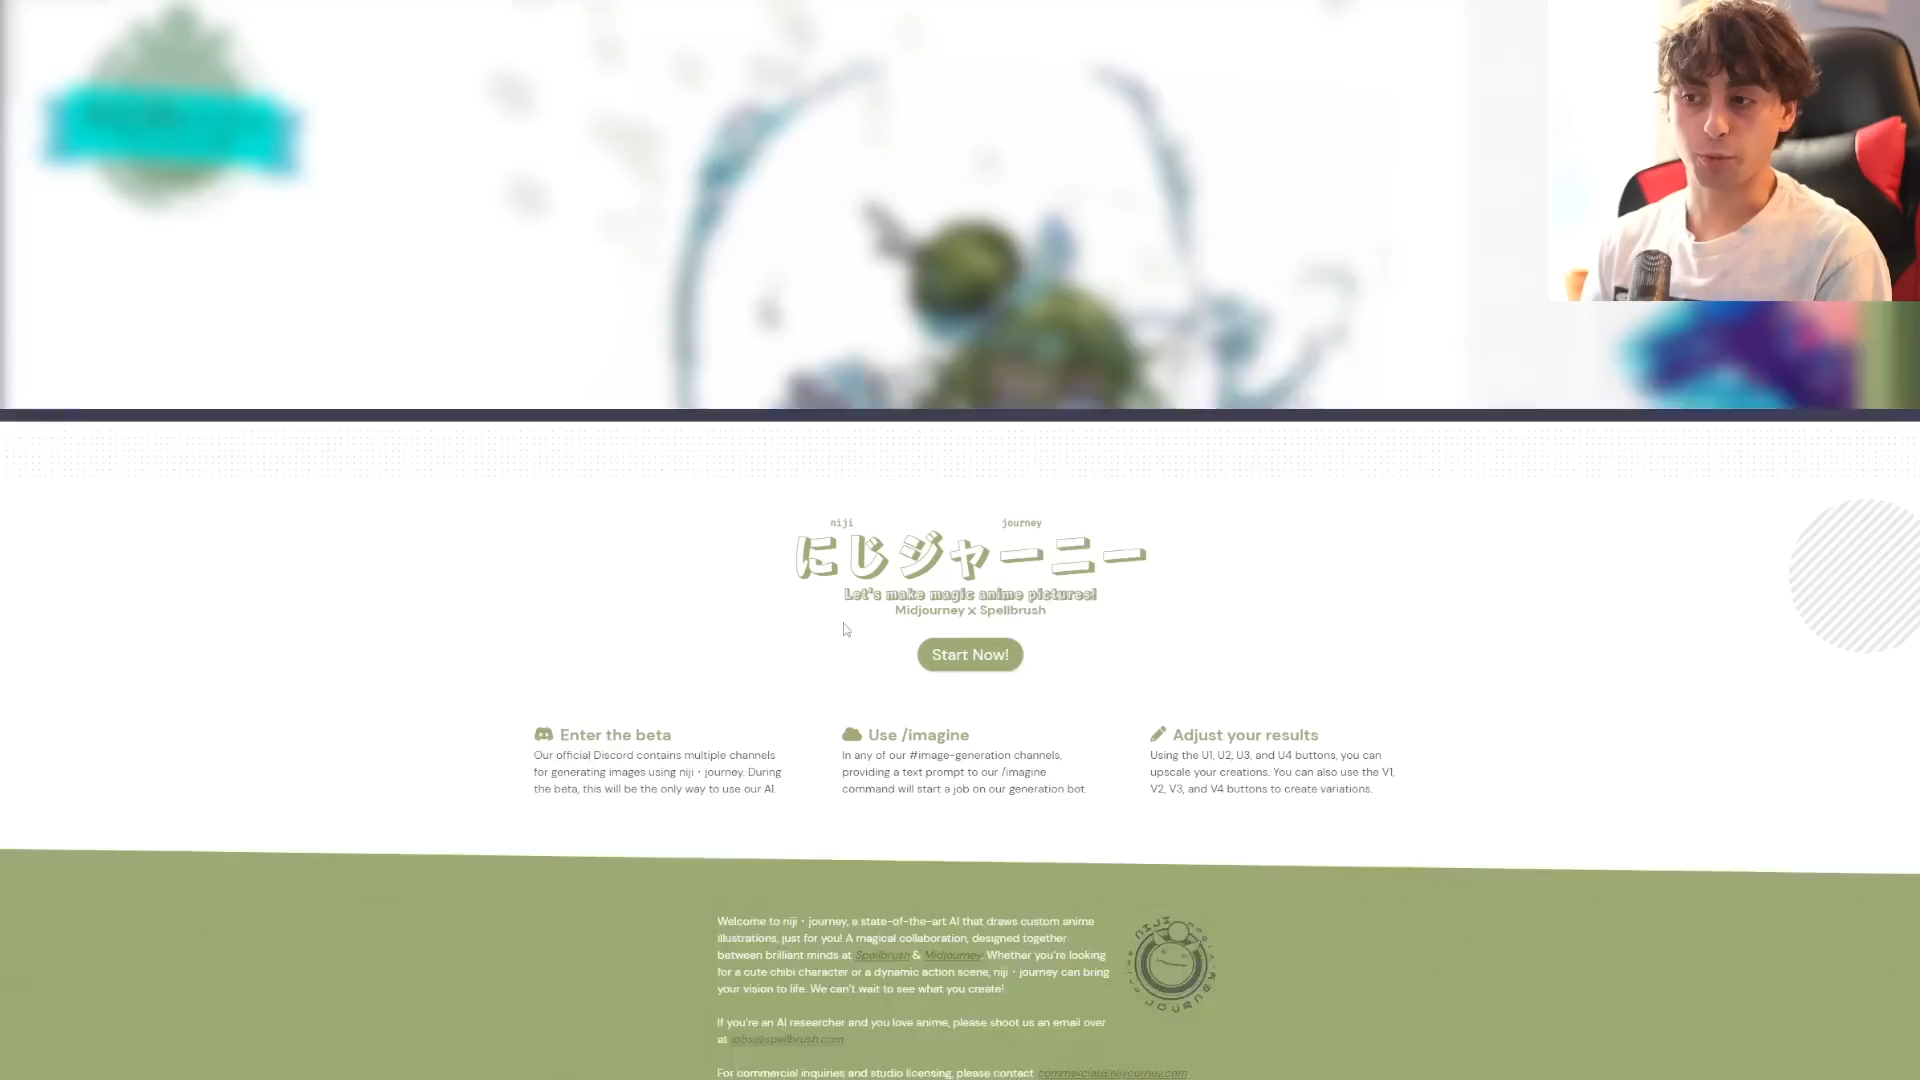 niji journey
にじジャーニー
Let's make magic anime pictures!
Midjourney × Spellbrush
Start Now!
Enter the beta
Our official Discord contains multiple channels
for generating images using niji・journey. During
the beta, this will be the only way to use our AI.
Use /imagine
In any of our #image-generation channels,
providing a text prompt to our /imagine
command will start a job on our generation bot.
Adjust your results
Using the U1, U2, U3, and U4 buttons, you can
upscale your creations. You can also use the V1,
V2, V3, and V4 buttons to create variations.
Welcome to niji・journey, a state-of-the-art AI that draws custom anime
illustrations, just for you! A magical collaboration, designed together
between brilliant minds at Spellbrush & Midjourney. Whether you're looking
for a cute chibi character or a dynamic action scene, niji・journey can bring
your vision to life. We can't wait to see what you create!
If you're an AI researcher and you love anime, please shoot us an email over
at jobs@spellbrush.com
For commercial inquiries and studio licensing, please contact commercial@nijijourney.com